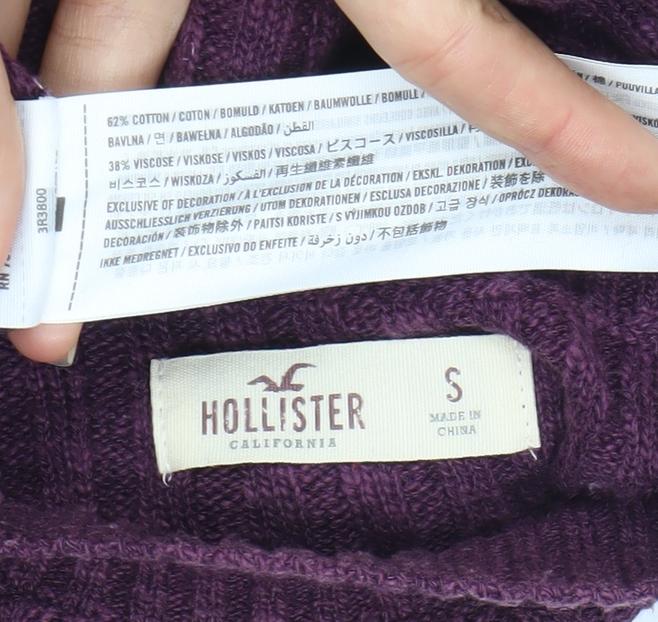 62% COTTON / COTON / BOMULD / KATOEN / BAUMWOLLE / BOMULL / 棉 / PUUVILLA
BAVLNA / 면 / BAWEŁNA / ALGODÃO / القطن
38% VISCOSE / VISKOSE / VISKOS / VISCOSA / ビスコース / VISCOSILLA /
비스코스 / WISKOZA / الفسكوز / 再生纖維素纖維
EXCLUSIVE OF DECORATION / À L'EXCLUSION DE LA DÉCORATION / EKSKL. DEKORATION /
AUSSCHLIESSLICH VERZIERUNG / UTOM DEKORATIONEN / ESCLUSA DECORAZIONE / 装飾を除
DECORACIÓN / 装饰物除外 / PAITSI KORISTE / S VÝJIMKOU OZDOB / 고급 장식 / OPRÓCZ
IKKE MEDREGNET / EXCLUSIVO DO ENFEITE / دون زخرفة / 不包括飾物
3R3800
RN
HOLLISTER
CALIFORNIA
S
MADE IN
CHINA